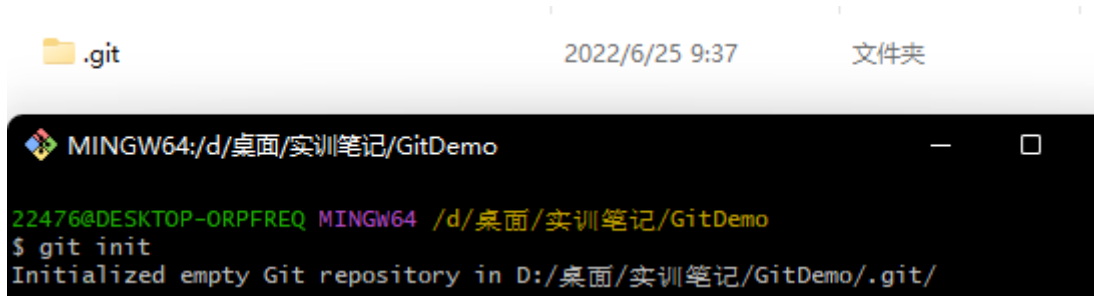 .git 2022/6/25 9:37 文件夹
MINGW64:/d/桌面/实训笔记/GitDemo
22476@DESKTOP-ORPFREQ MINGW64 /d/桌面/实训笔记/GitDemo
$ git init
Initialized empty Git repository in D:/桌面/实训笔记/GitDemo/.git/